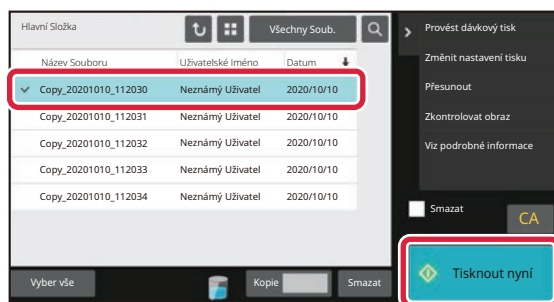 Hlavní Složka
Všechny Soub.
Název Souboru Uživatelské Iméno Datum
Copy_20201010_112030 Neznámý Uživatel 2020/10/10
Copy_20201010_112031 Neznámý Uživatel 2020/10/10
Copy_20201010_112032 Neznámý Uživatel 2020/10/10
Copy_20201010_112033 Neznámý Uživatel 2020/10/10
Copy_20201010_112034 Neznámý Uživatel 2020/10/10
Vyber vše
Kopie
Smazat
Provést dávkový tisk
Změnit nastavení tisku
Přesunout
Zkontrolovat obraz
Viz podrobné informace
Smazat
CA
Tisknout nyní